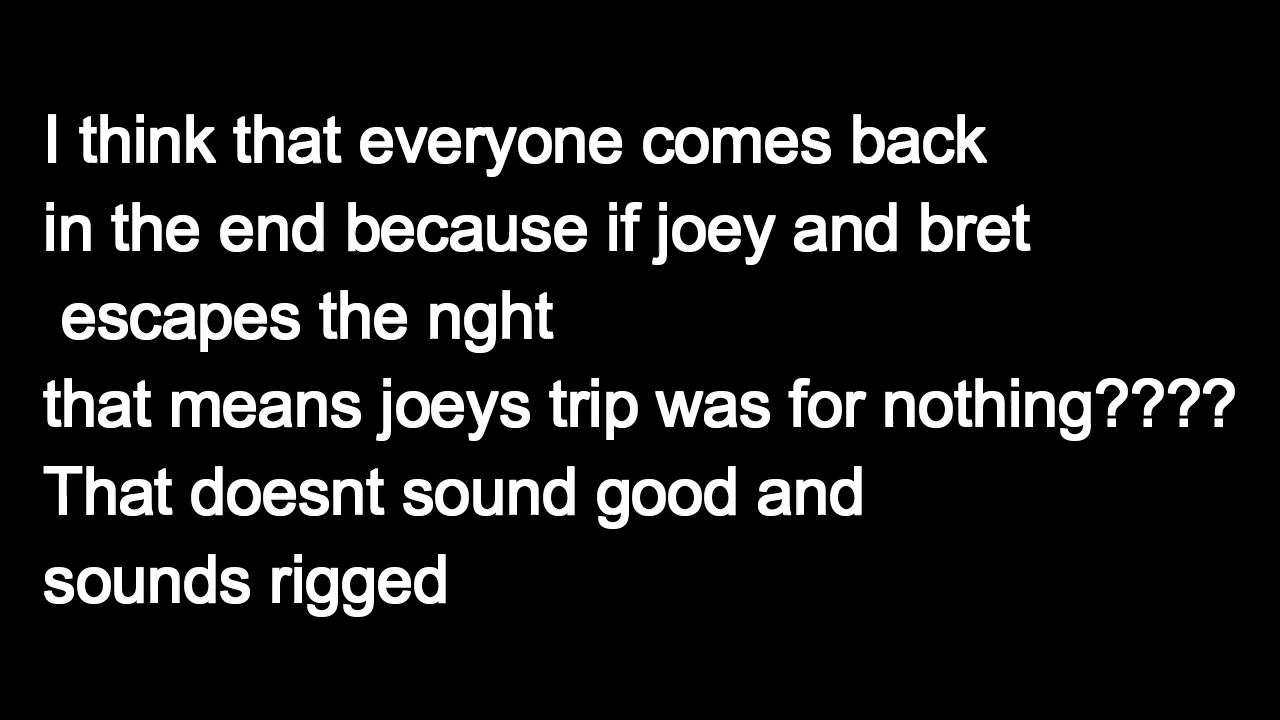 I think that everyone comes back
in the end because if joey and bret
escapes the nght
that means joeys trip was for nothing????
That doesnt sound good and
sounds rigged